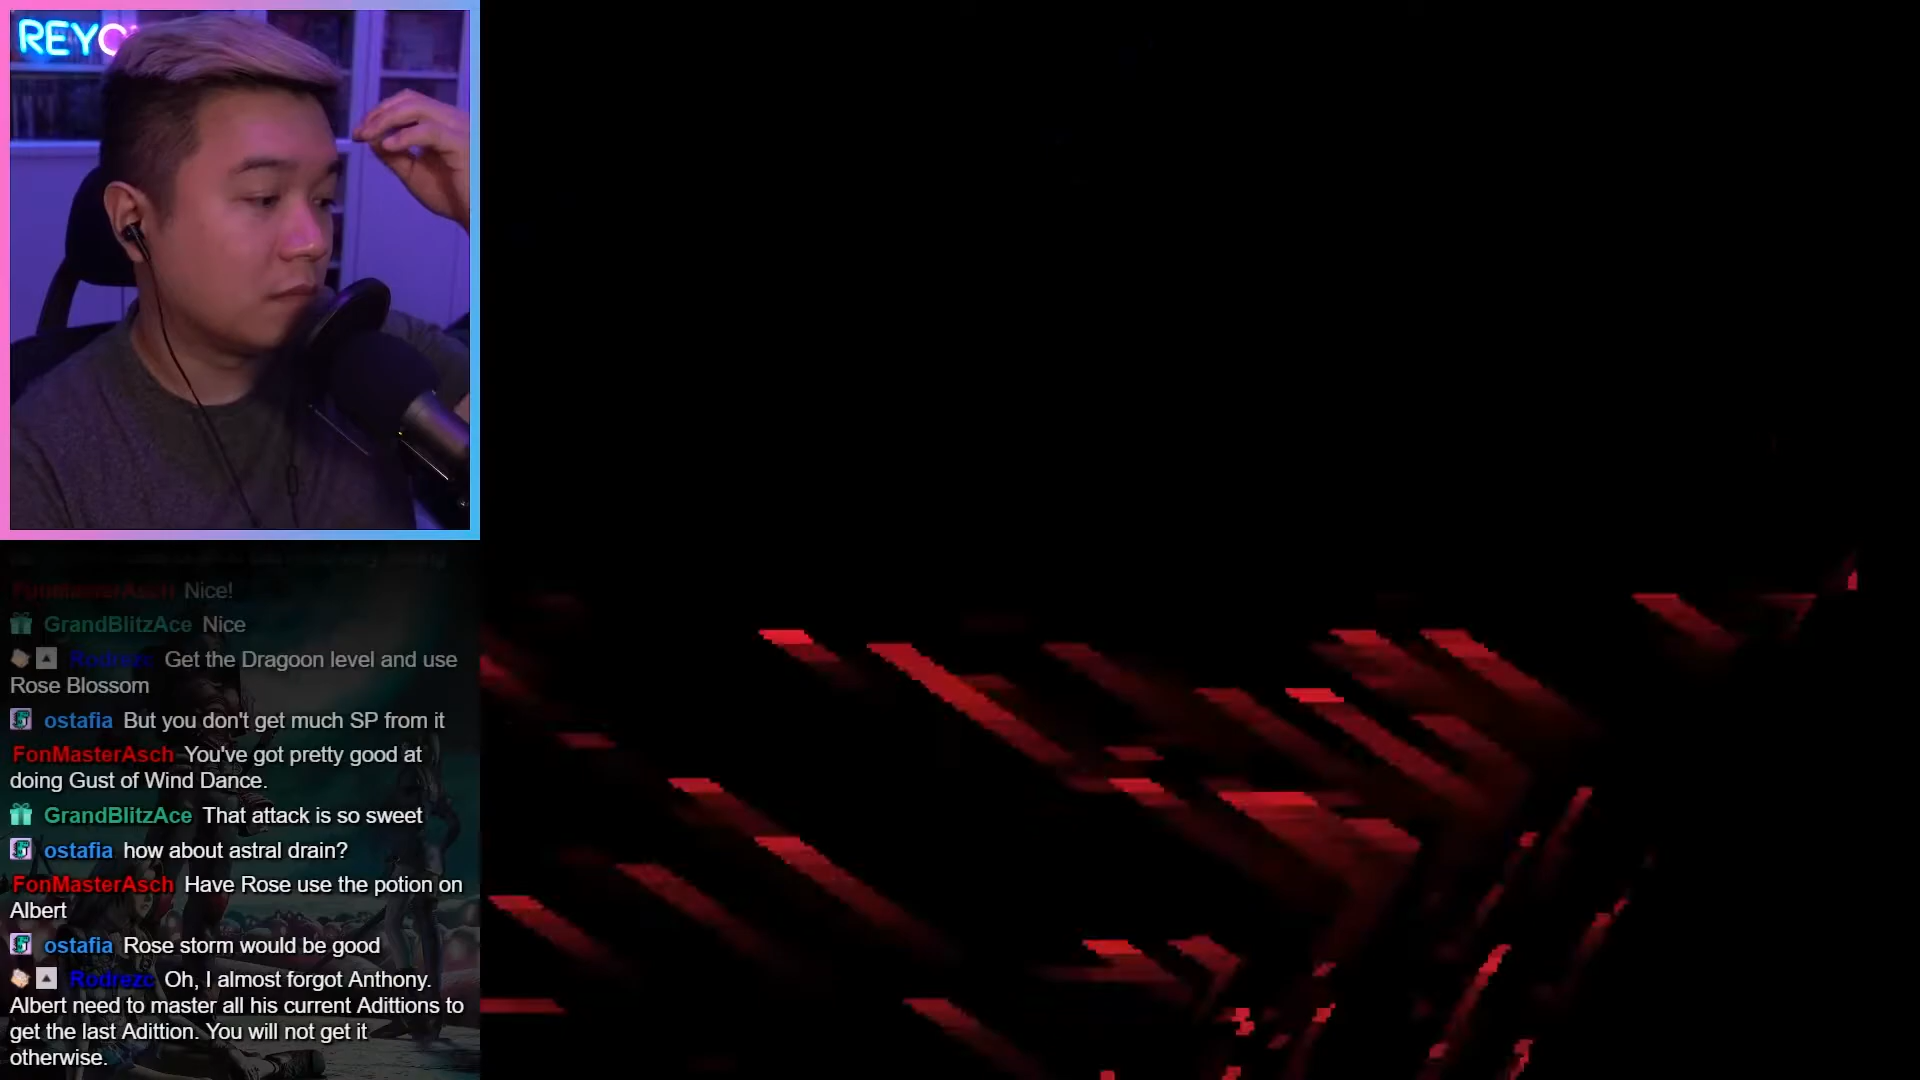 REY
FonMasterAsch Nice!
GrandBlitzAce Nice
Rodrezc Get the Dragoon level and use
Rose Blossom
ostafia But you don't get much SP from it
FonMasterAsch You've got pretty good at
doing Gust of Wind Dance.
GrandBlitzAce That attack is so sweet
ostafia how about astral drain?
FonMasterAsch Have Rose use the potion on
Albert
ostafia Rose storm would be good
Rodrezc Oh, I almost forgot Anthony.
Albert need to master all his current Adittions to
get the last Adittion. You will not get it
otherwise.